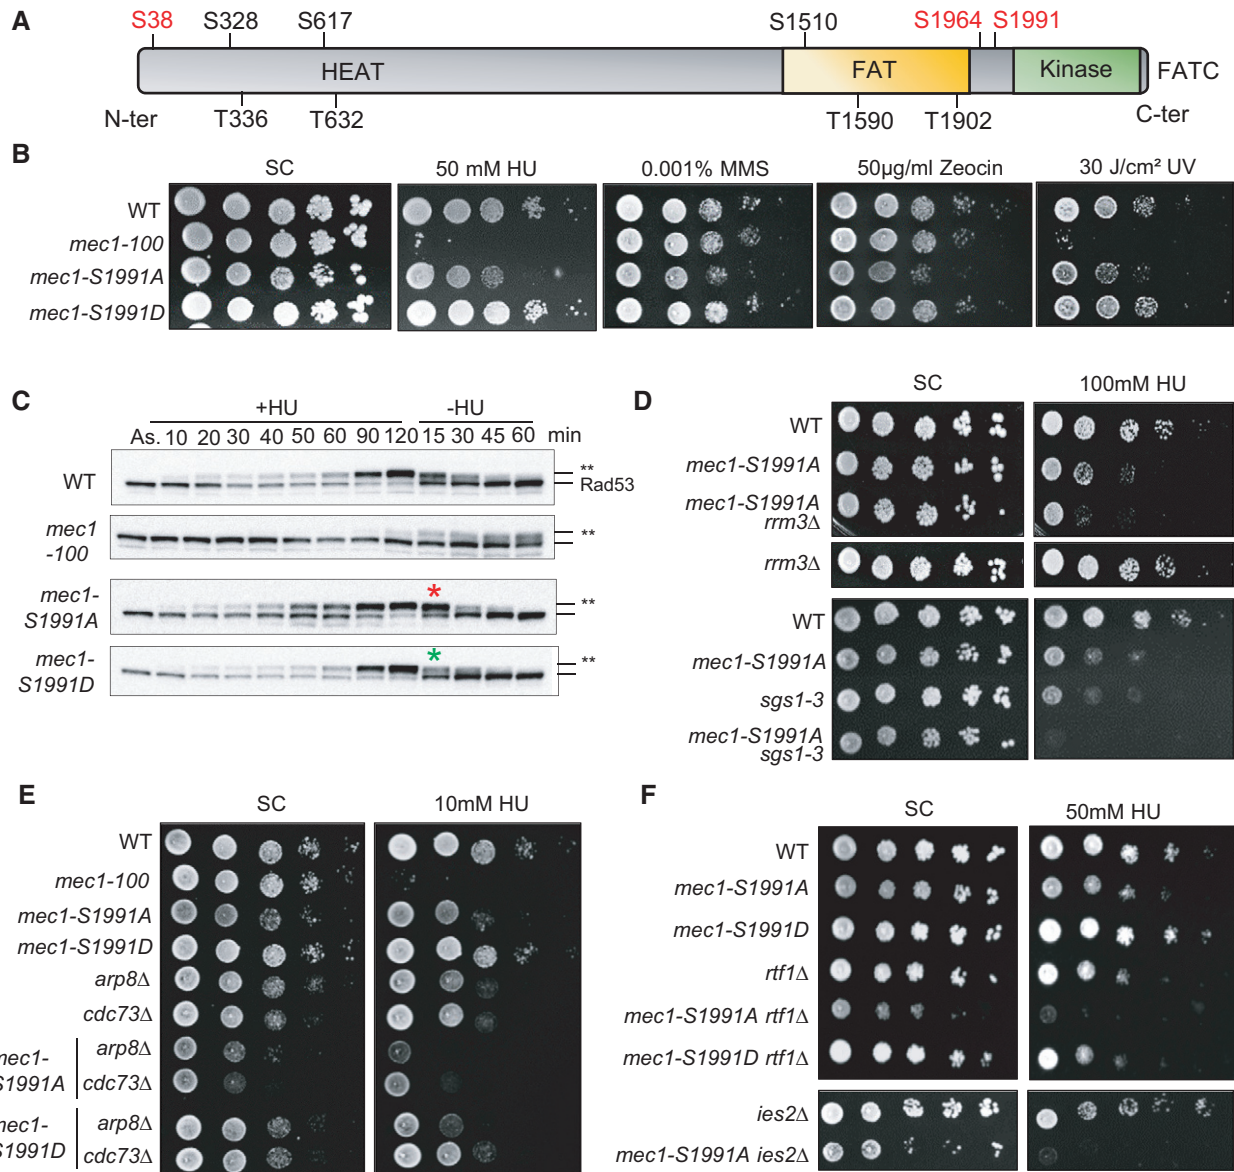 A
S38 S328 S617 S1510 S1964 S1991
HEAT FAT Kinase FATC
N-ter T336 T632 T1590 T1902 C-ter
B
SC 50 mM HU 0.001% MMS 50µg/ml Zeocin 30 J/cm² UV
WT
mec1-100
mec1-S1991A
mec1-S1991D
C
+HU -HU
As. 10 20 30 40 50 60 90 120 15 30 45 60 min
WT
**
Rad53
mec1
-100
**
mec1-
S1991A
*
**
mec1-
S1991D
*
**
D
SC 100mM HU
WT
mec1-S1991A
mec1-S1991A
rrm3Δ
rrm3Δ
WT
mec1-S1991A
sgs1-3
mec1-S1991A
sgs1-3
E
SC 10mM HU
WT
mec1-100
mec1-S1991A
mec1-S1991D
arp8Δ
cdc73Δ
arp8Δ
mec1-
S1991A
cdc73Δ
arp8Δ
mec1-
S1991D
cdc73Δ
F
SC 50mM HU
WT
mec1-S1991A
mec1-S1991D
rtf1Δ
mec1-S1991A rtf1Δ
mec1-S1991D rtf1Δ
ies2Δ
mec1-S1991A ies2Δ